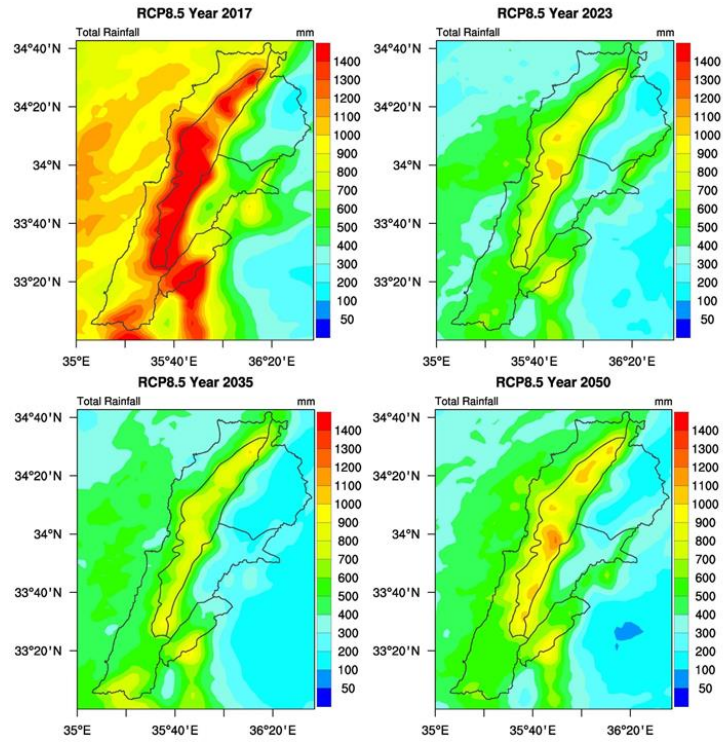 RCP8.5 Year 2017
Total Rainfall mm
34°40'N
34°20'N
34°N
33°40'N
33°20'N
35°E 35°40'E 36°20'E
1400
1300
1200
1100
1000
900
800
700
600
500
400
300
200
100
50
RCP8.5 Year 2023
Total Rainfall mm
34°40'N
34°20'N
34°N
33°40'N
33°20'N
35°E 35°40'E 36°20'E
1400
1300
1200
1100
1000
900
800
700
600
500
400
300
200
100
50
RCP8.5 Year 2035
Total Rainfall mm
34°40'N
34°20'N
34°N
33°40'N
33°20'N
35°E 35°40'E 36°20'E
1400
1300
1200
1100
1000
900
800
700
600
500
400
300
200
100
50
RCP8.5 Year 2050
Total Rainfall mm
34°40'N
34°20'N
34°N
33°40'N
33°20'N
35°E 35°40'E 36°20'E
1400
1300
1200
1100
1000
900
800
700
600
500
400
300
200
100
50